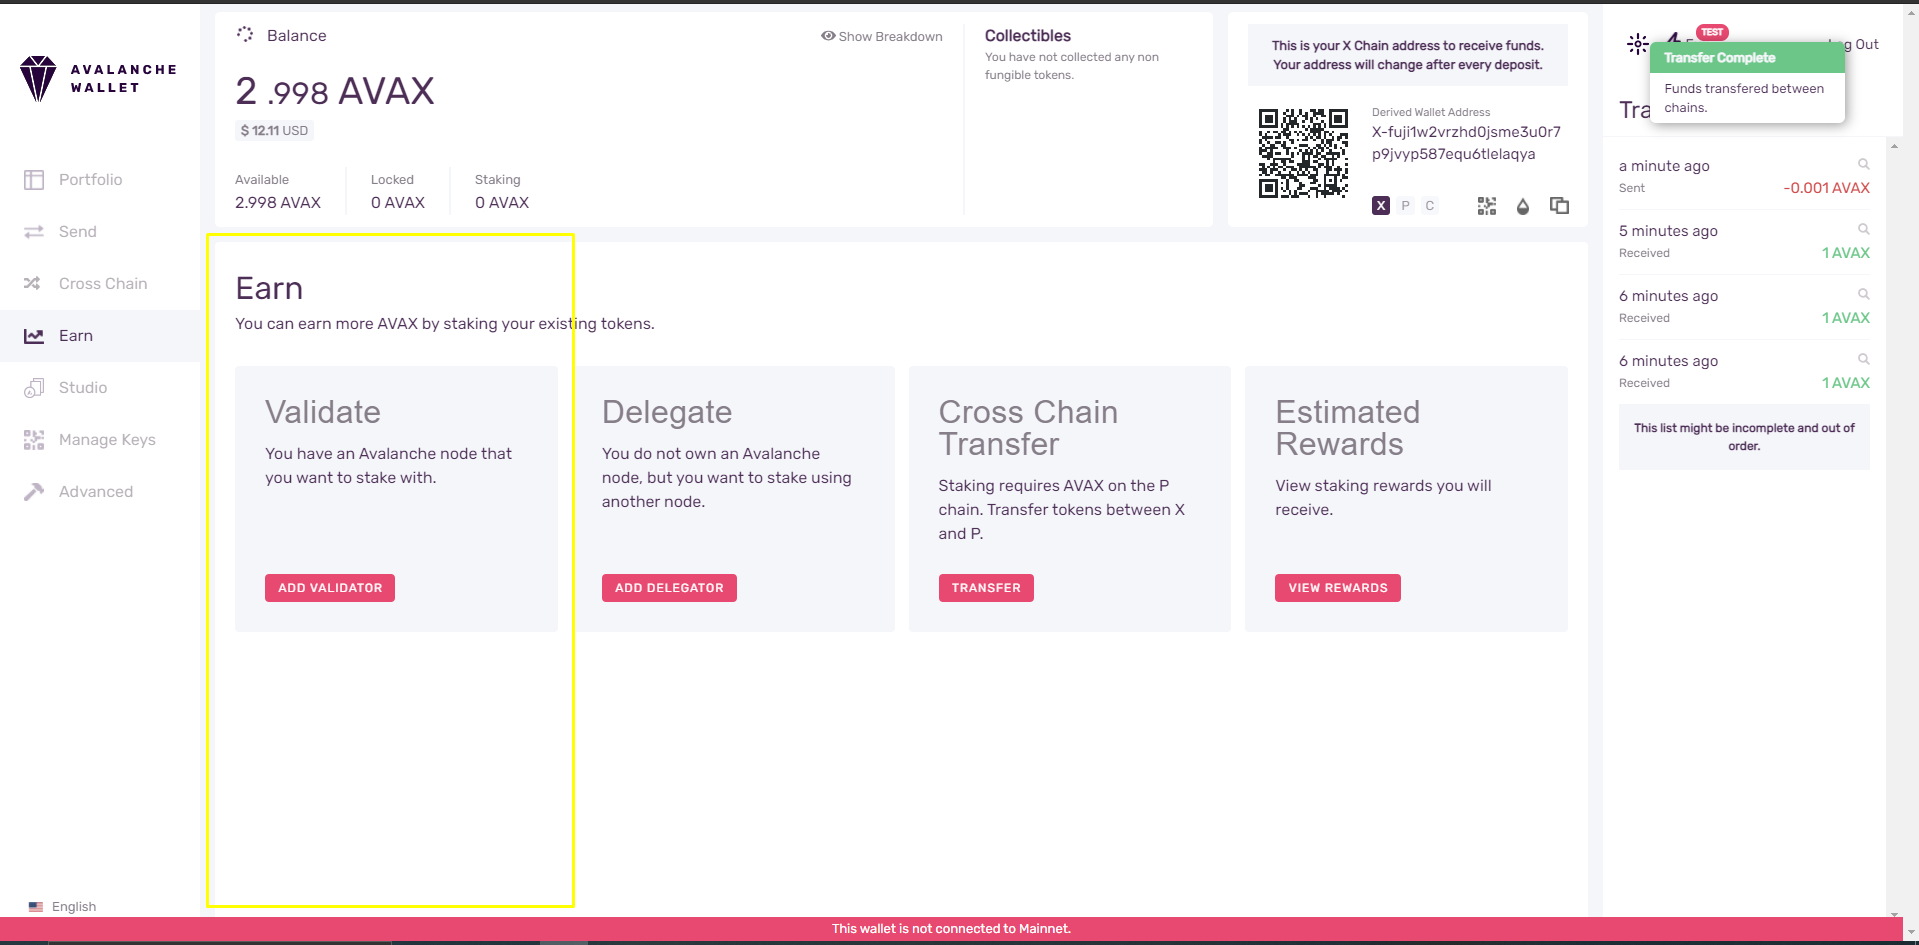 AVALANCHE
WALLET
Portfolio
Send
Cross Chain
Earn
Studio
Manage Keys
Advanced
English
Balance
Show Breakdown
2 .998 AVAX
$ 12.11 USD
Available
2.998 AVAX
Locked
0 AVAX
Staking
0 AVAX
Collectibles
You have not collected any non
fungible tokens.
This is your X Chain address to receive funds.
Your address will change after every deposit.
Derived Wallet Address
X-fuji1w2vrzhd0jsme3u0r7
p9jvyp587equ6tlelaqya
X P C
Earn
You can earn more AVAX by staking your existing tokens.
Validate
You have an Avalanche node that
you want to stake with.
ADD VALIDATOR
Delegate
You do not own an Avalanche
node, but you want to stake using
another node.
ADD DELEGATOR
Cross Chain
Transfer
Staking requires AVAX on the P
chain. Transfer tokens between X
and P.
TRANSFER
Estimated
Rewards
View staking rewards you will
receive.
VIEW REWARDS
TEST
Out
Transfer Complete
Funds transfered between
chains.
a minute ago
Sent
-0.001 AVAX
5 minutes ago
Received
1 AVAX
6 minutes ago
Received
1 AVAX
6 minutes ago
Received
1 AVAX
This list might be incomplete and out of
order.
This wallet is not connected to Mainnet.